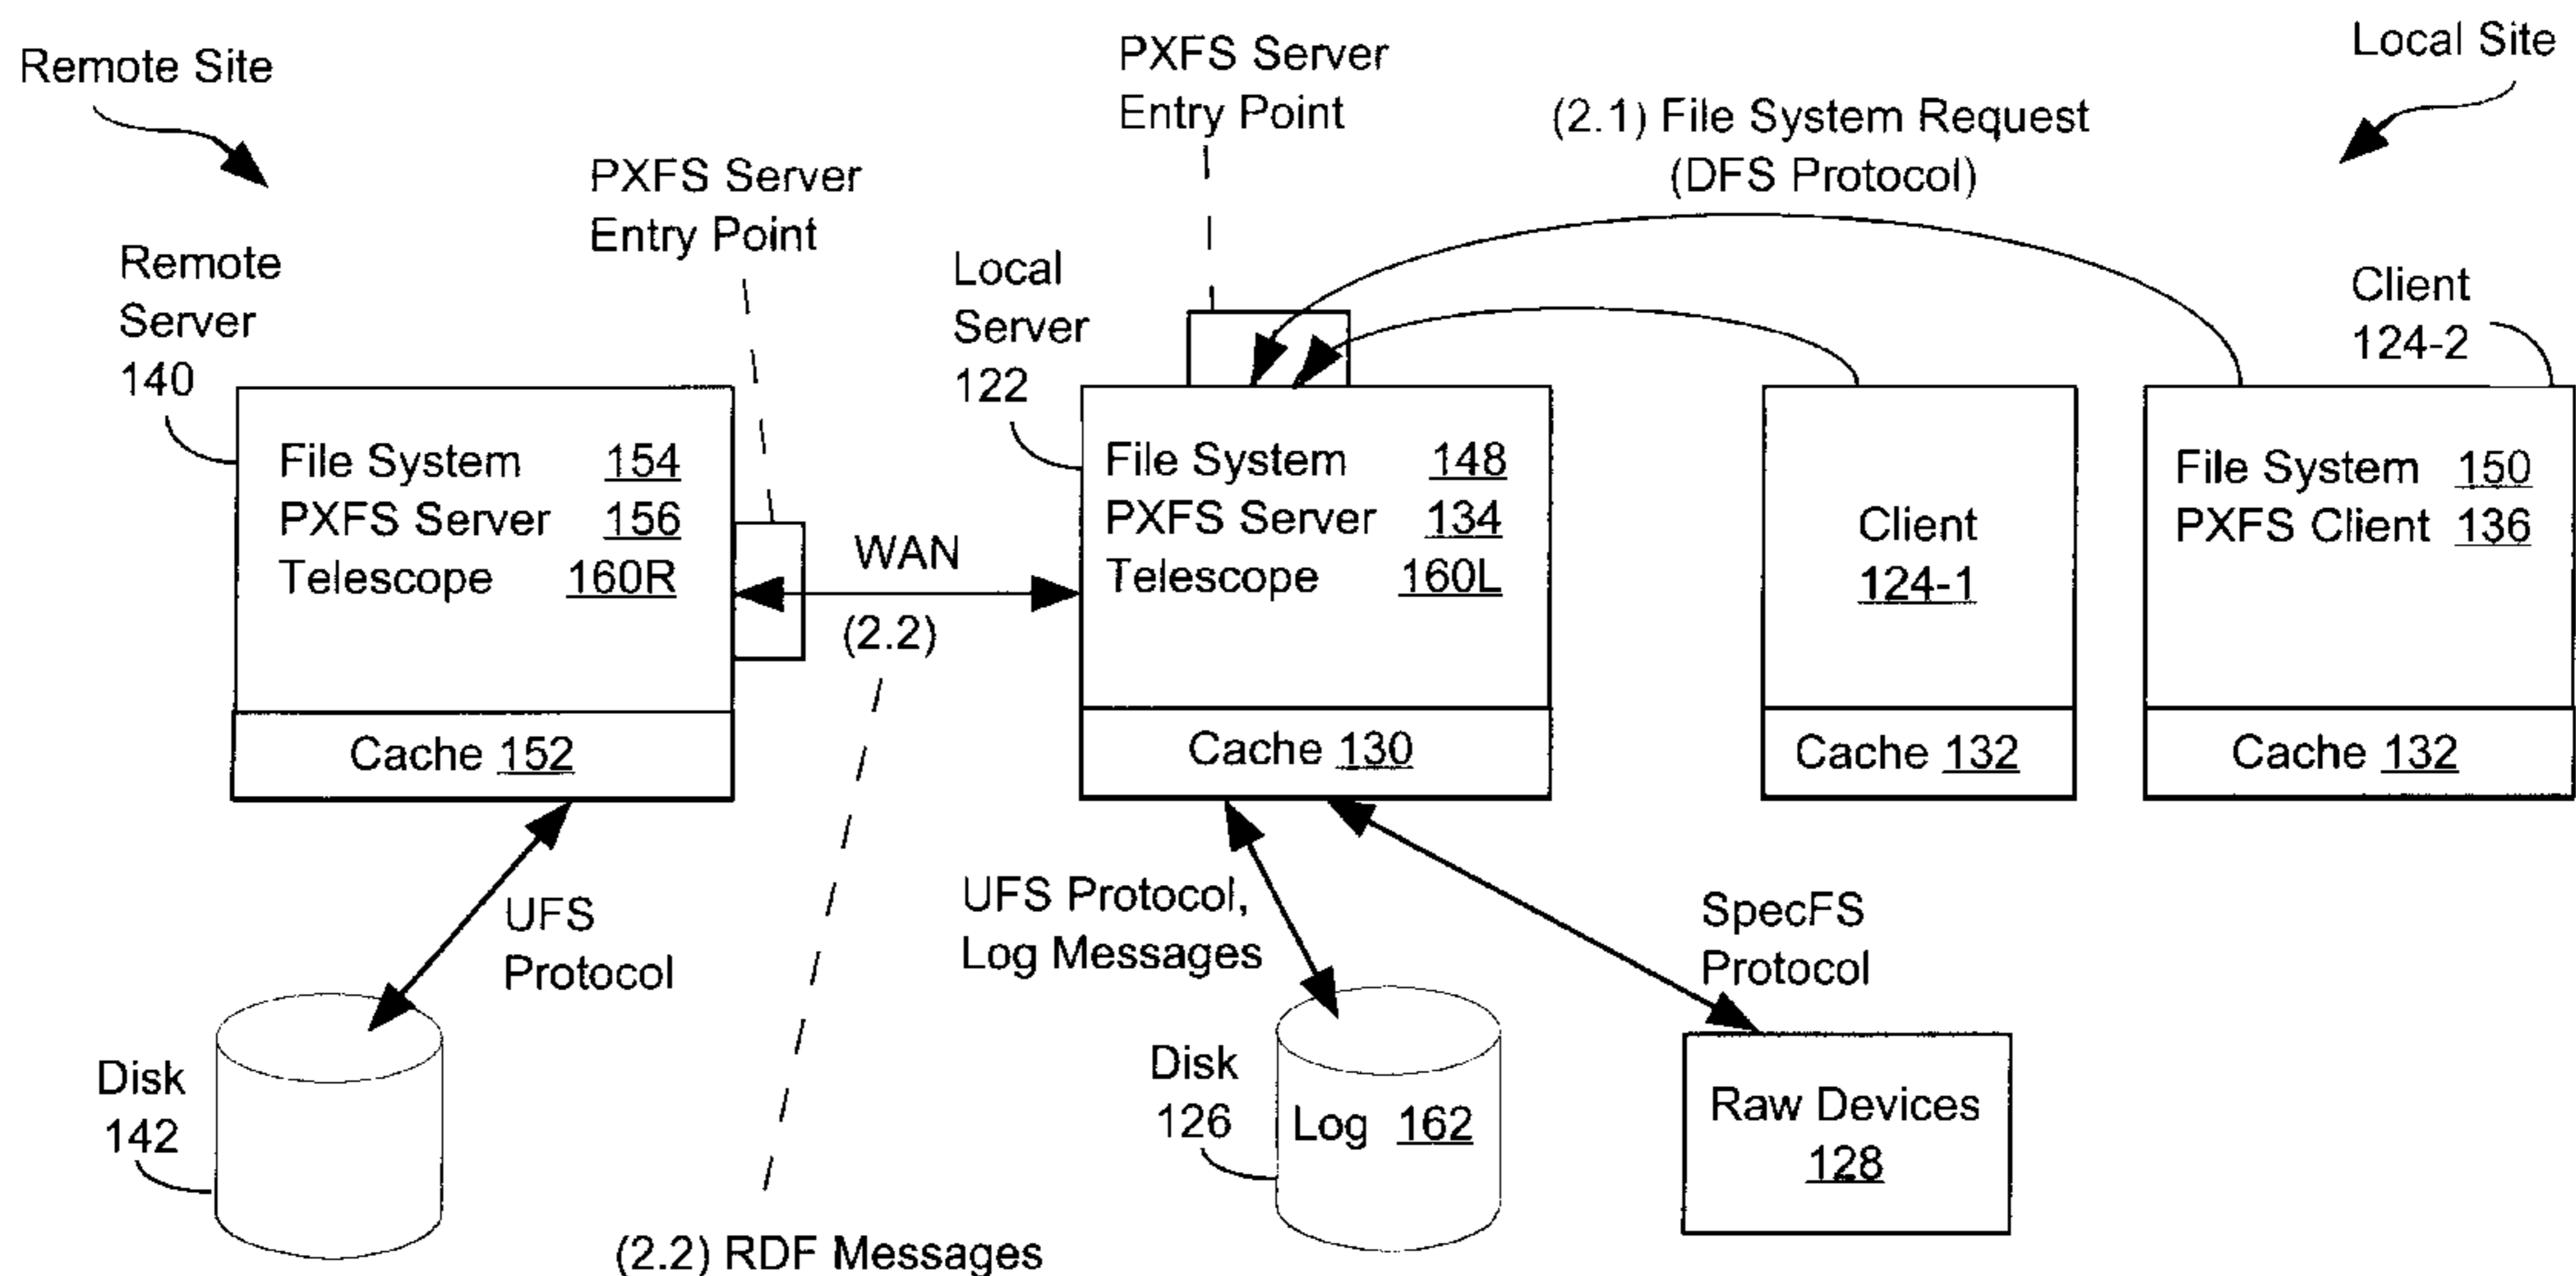 Remote Site
PXFS Server
Entry Point
Local Site
(2.1) File System Request
(DFS Protocol)
PXFS Server
Entry Point
Remote
Server
140
Local
Server
122
Client
124-2
File System 154
PXFS Server 156
Telescope 160R
Cache 152
WAN
(2.2)
File System 148
PXFS Server 134
Telescope 160L
Cache 130
Client
124-1
Cache 132
File System 150
PXFS Client 136
Cache 132
UFS
Protocol
UFS Protocol,
Log Messages
SpecFS
Protocol
Disk
142
Disk
126
Log 162
Raw Devices
128
(2.2) RDF Messages